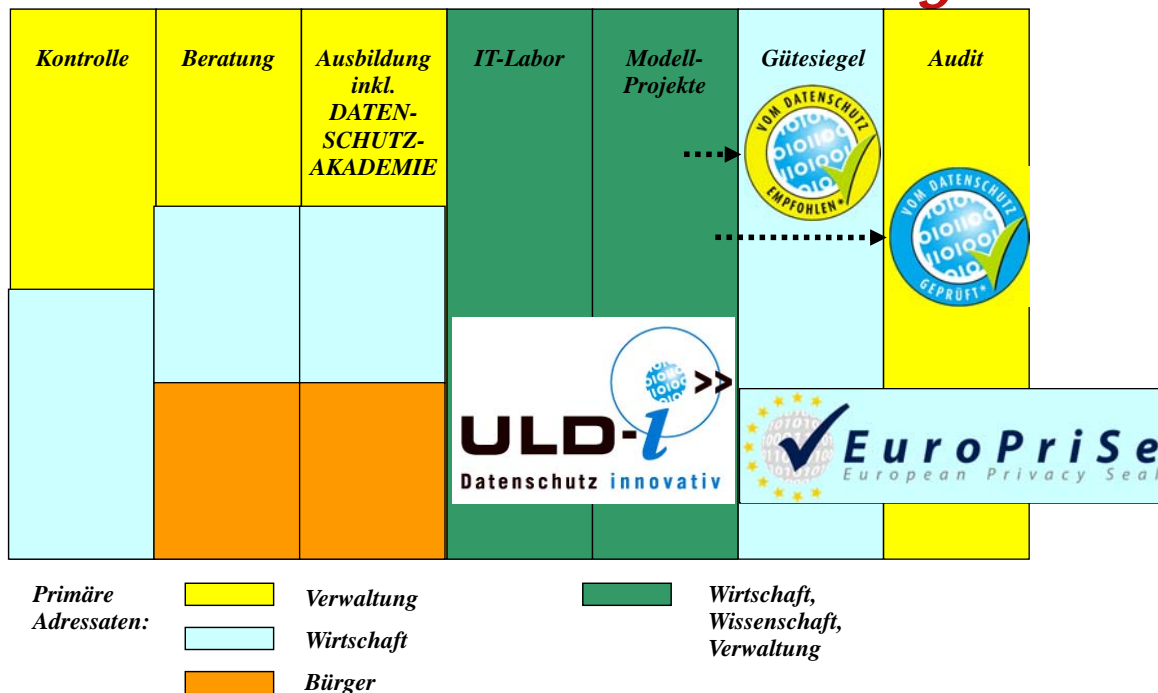 Kontrolle
Beratung
Ausbildung
inkl.
DATEN-
SCHUTZ-
AKADEMIE
IT-Labor
Modell-
Projekte
Gütesiegel
Audit
VOM DATENSCHUTZ
EMPFOHLEN*
VOM DATENSCHUTZ
GEPRÜFT*
>>
ULD-i
Datenschutz innovativ
EuroPriSe
European Privacy Seal
Primäre
Adressaten:
Verwaltung
Wirtschaft
Bürger
Wirtschaft,
Wissenschaft,
Verwaltung